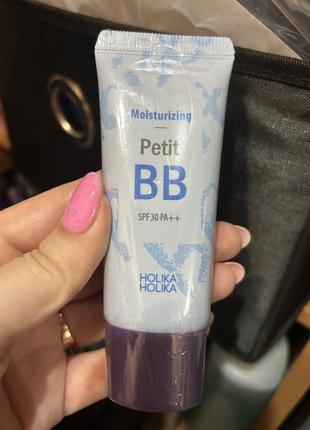 Moisturizing
Petit
BB
SPF30 PA++
HOLIKA
HOLIKA